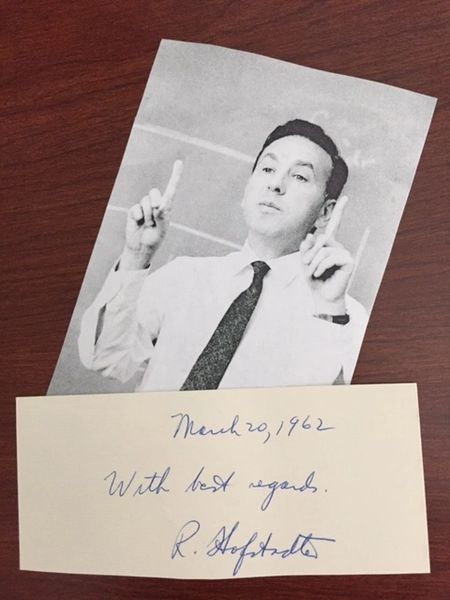 March 20, 1962
With best regards.
R. Hofstadter